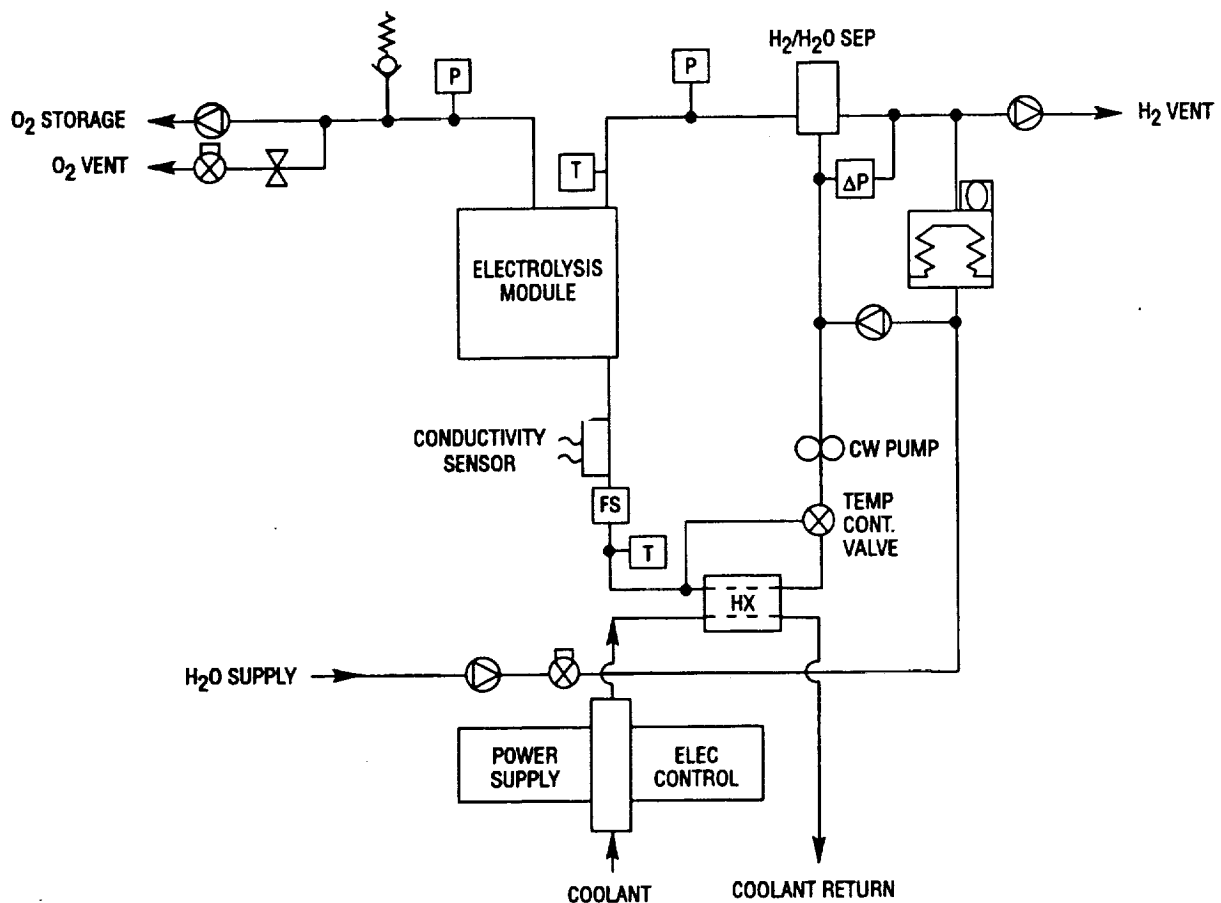 H₂/H₂O SEP
P
P
O₂ STORAGE
H₂ VENT
O₂ VENT
T
ΔP
ELECTROLYSIS
MODULE
CONDUCTIVITY
SENSOR
CW PUMP
FS
TEMP
CONT.
VALVE
T
HX
H₂O SUPPLY
POWER
SUPPLY
ELEC
CONTROL
COOLANT
COOLANT RETURN